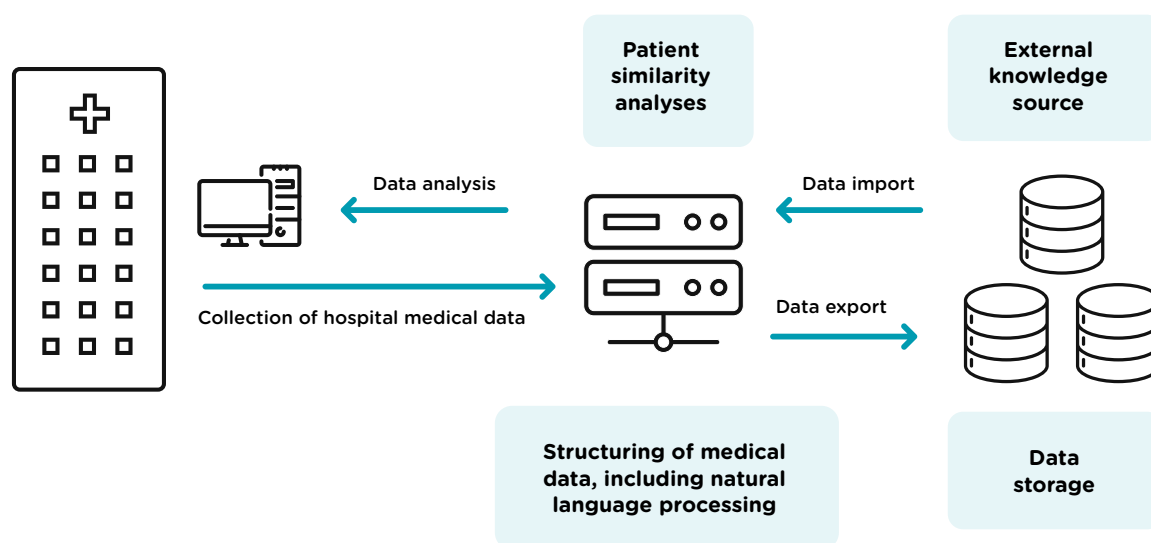 Patient
similarity
analyses
External
knowledge
source
Data analysis
Data import
Collection of hospital medical data
Data export
Structuring of medical
data, including natural
language processing
Data
storage